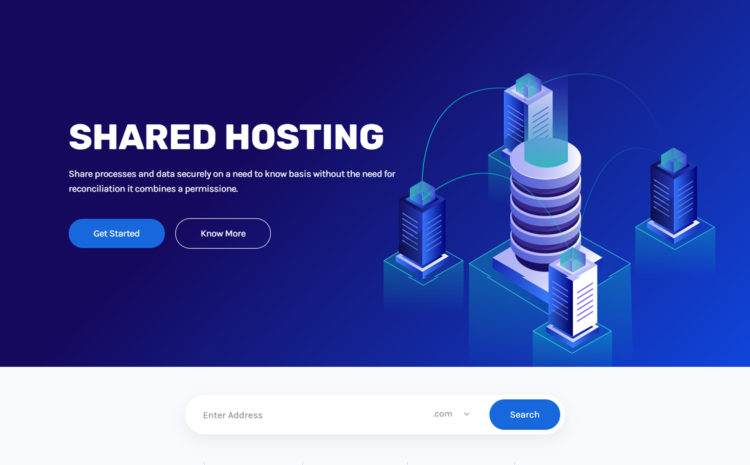 SHARED HOSTING
Share processes and data securely on a need to know basis without the need for
reconciliation it combines a permissione.
Get Started
Know More
Enter Address
.com
Search